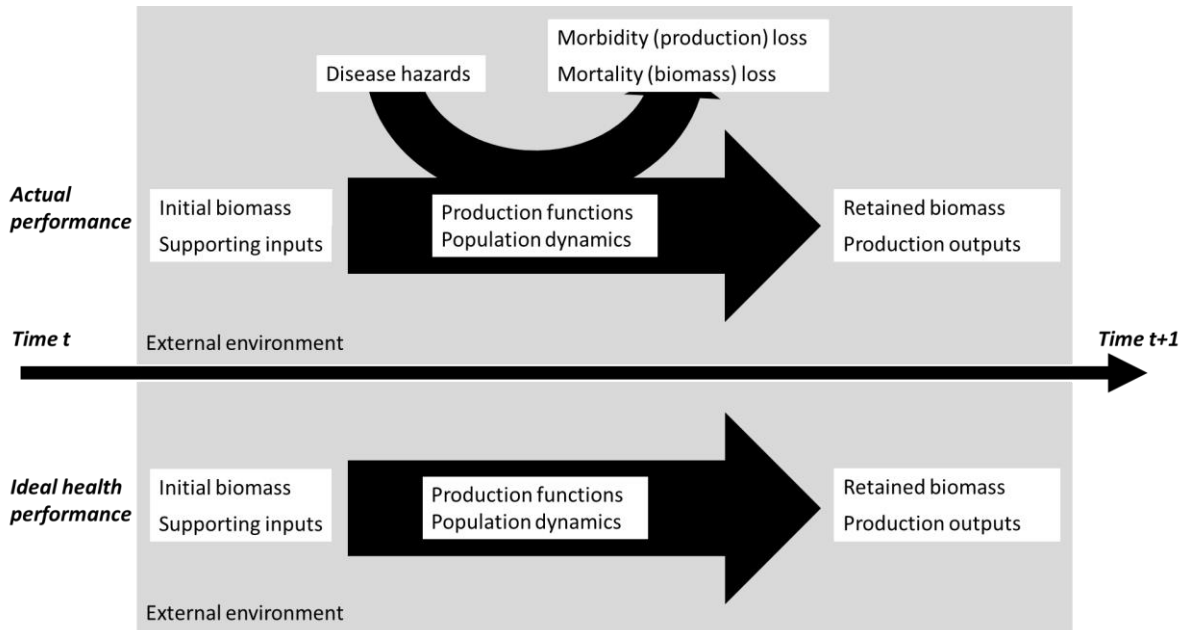 Morbidity (production) loss
Mortality (biomass) loss
Disease hazards
Actual
performance
Initial biomass
Supporting inputs
Production functions
Population dynamics
Retained biomass
Production outputs
Time t
External environment
Time t+1
Ideal health
performance
Initial biomass
Supporting inputs
Production functions
Population dynamics
Retained biomass
Production outputs
External environment